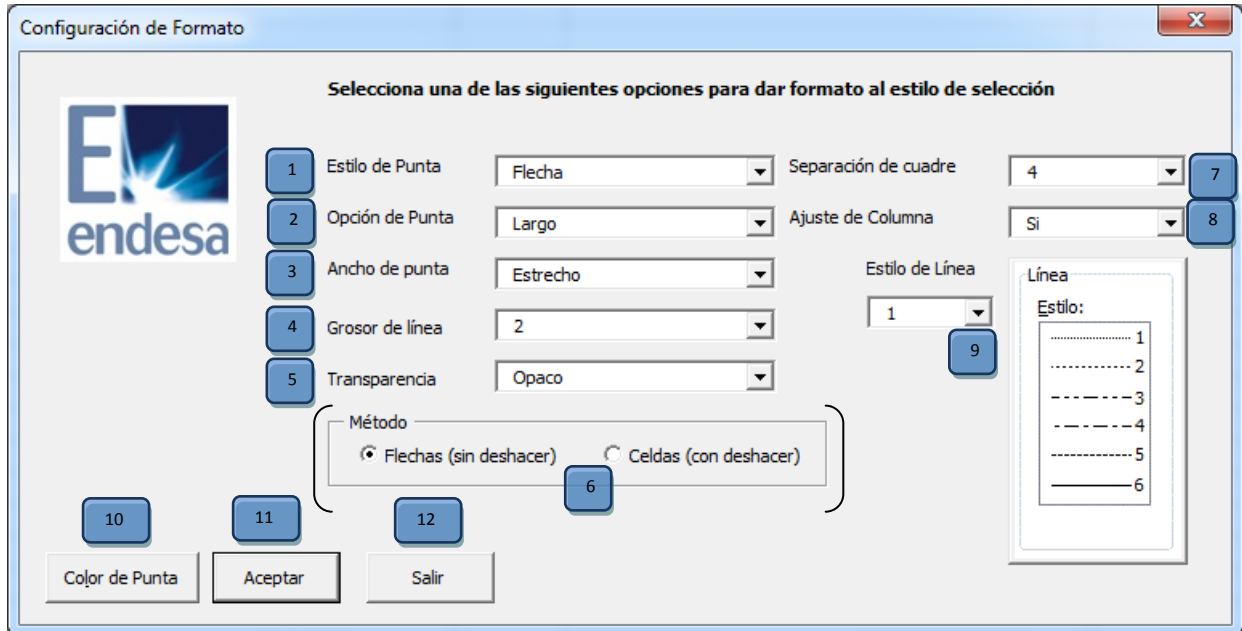 Configuración de Formato
Selecciona una de las siguientes opciones para dar formato al estilo de selección
endesa
1 Estilo de Punta Flecha Separación de cuadre 4 7
2 Opción de Punta Largo Ajuste de Columna Si 8
3 Ancho de punta Estrecho Estilo de Línea Línea
4 Grosor de línea 2 1 Estilo:
9
5 Transparencia Opaco
1
2
3
4
5
6
Método
Flechas (sin deshacer) Celdas (con deshacer)
6
10 11 12
Color de Punta Aceptar Salir